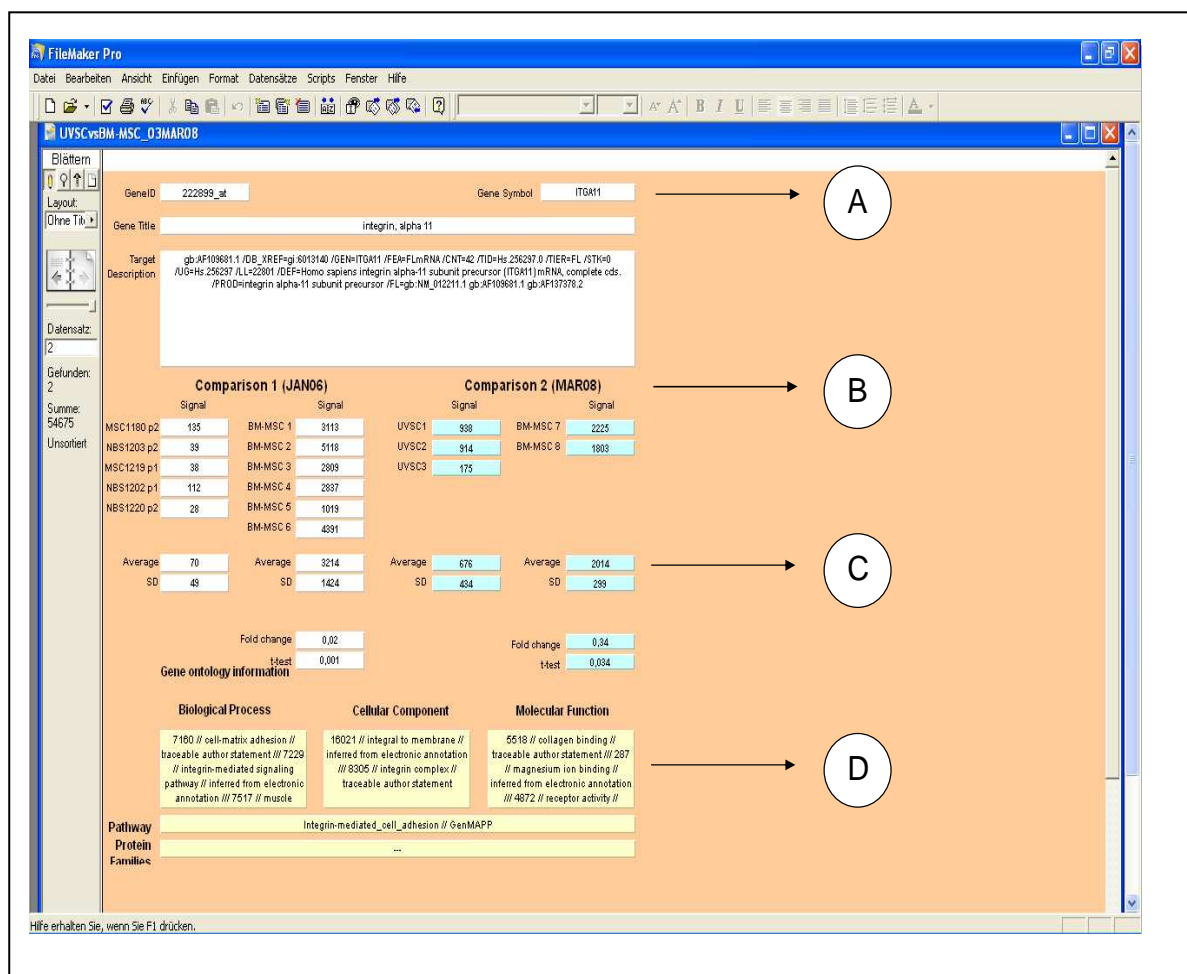 FileMaker Pro
Datei Bearbeiten Ansicht Einfügen Format Datensätze Scripts Fenster Hilfe
B I U A
UVSCvsBM-MSC_03MAR08
Blättern
Layout:
Ohne Tit
Datensatz:
2
Gefunden:
2
Summe:
54675
Unsortiert
GeneID 222899_at Gene Symbol ITGA11 A
Gene Title integrin, alpha 11
Target Description
gb:AF109681.1 /DB_XREF=gi:6013140 /GEN=ITGA11 /FEA=FLmRNA /CNT=42 /TID=Hs.256297.0 /TIER=FL /STK=0
/UG=Hs.256297 /LL=22801 /DEF=Homo sapiens integrin alpha-11 subunit precursor (ITGA11) mRNA, complete cds.
/PROD=integrin alpha-11 subunit precursor /FL=gb:NM_012211.1 gb:AF109681.1 gb:AF137378.2
Comparison 1 (JAN06) Comparison 2 (MAR08) B
Signal Signal Signal Signal
MSC1180 p2 135 BM-MSC 1 3113 UVSC1 938 BM-MSC 7 2225
NBS1203 p2 39 BM-MSC 2 5118 UVSC2 914 BM-MSC 8 1803
MSC1219 p1 38 BM-MSC 3 2809 UVSC3 175
NBS1202 p1 112 BM-MSC 4 2837
NBS1220 p2 28 BM-MSC 5 1019
BM-MSC 6 4391
Average 70 Average 3214 Average 676 Average 2014 C
SD 49 SD 1424 SD 434 SD 299
Fold change 0,02 Fold change 0,34
t-test 0,001 t-test 0,034
Gene ontology information
Biological Process Cellular Component Molecular Function
7160 // cell-matrix adhesion //
traceable author statement /// 7229
// integrin-mediated signaling
pathway // inferred from electronic
annotation /// 7517 // muscle
16021 // integral to membrane //
inferred from electronic annotation
/// 8305 // integrin complex //
traceable author statement
5518 // collagen binding //
traceable author statement /// 287
// magnesium ion binding //
inferred from electronic annotation
/// 4872 // receptor activity //
D
Pathway Integrin-mediated_cell_adhesion // GenMAPP
Protein Families ...
Hilfe erhalten Sie, wenn Sie F1 drücken.